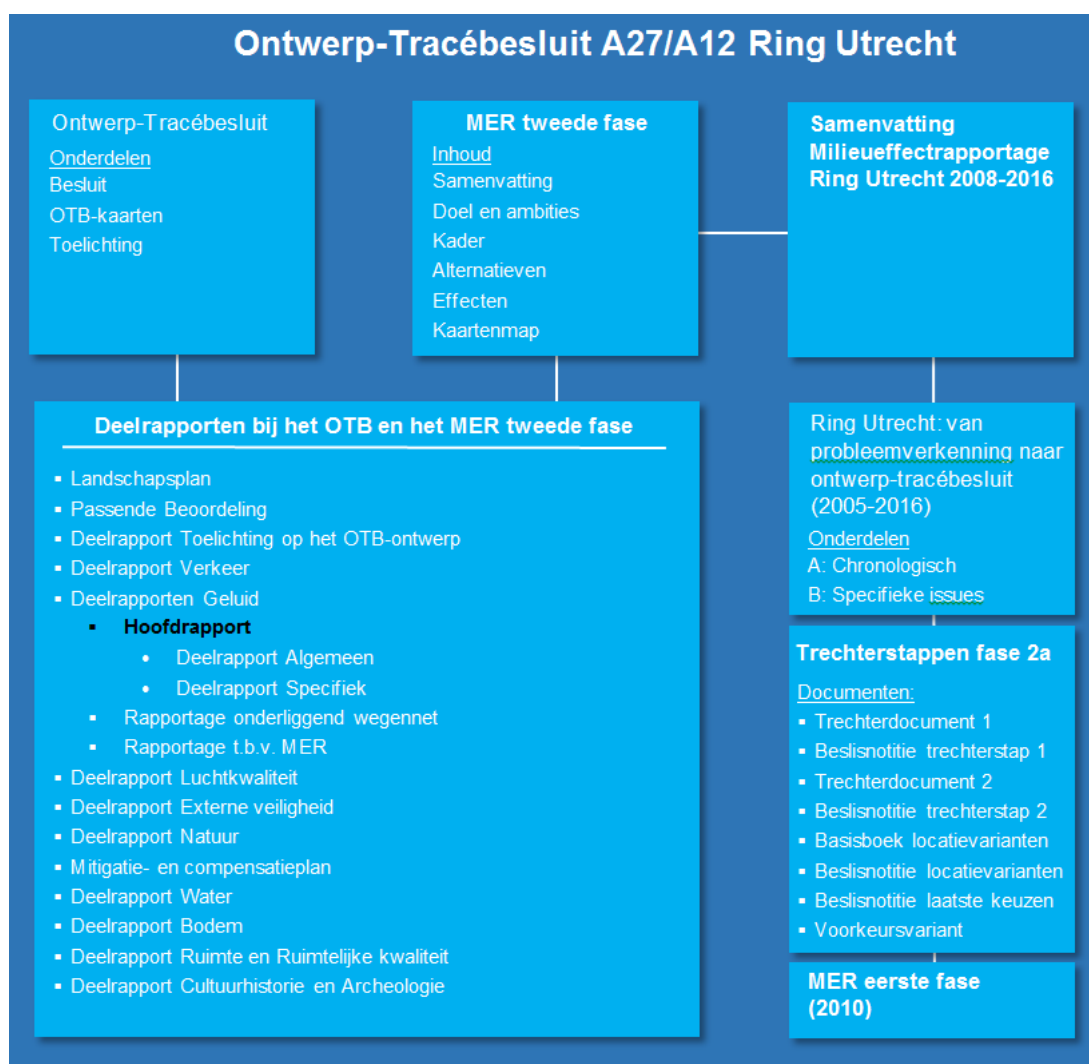 Ontwerp-Tracébesluit A27/A12 Ring Utrecht
Ontwerp-Tracébesluit
Onderdelen
Besluit
OTB-kaarten
Toelichting
MER tweede fase
Inhoud
Samenvatting
Doel en ambities
Kader
Alternatieven
Effecten
Kaartenmap
Samenvatting
Milieueffectrapportage
Ring Utrecht 2008-2016
Deelrapporten bij het OTB en het MER tweede fase
▪ Landschapsplan
▪ Passende Beoordeling
▪ Deelrapport Toelichting op het OTB-ontwerp
▪ Deelrapport Verkeer
▪ Deelrapporten Geluid
▪ Hoofdrapport
• Deelrapport Algemeen
• Deelrapport Specifiek
▪ Rapportage onderliggend wegennet
▪ Rapportage t.b.v. MER
▪ Deelrapport Luchtkwaliteit
▪ Deelrapport Externe veiligheid
▪ Deelrapport Natuur
▪ Mitigatie- en compensatieplan
▪ Deelrapport Water
▪ Deelrapport Bodem
▪ Deelrapport Ruimte en Ruimtelijke kwaliteit
▪ Deelrapport Cultuurhistorie en Archeologie
Ring Utrecht: van
probleemverkenning naar
ontwerp-tracébesluit
(2005-2016)
Onderdelen
A: Chronologisch
B: Specifieke issues
Trechterstappen fase 2a
Documenten:
▪ Trechterdocument 1
▪ Beslisnotitie trechterstap 1
▪ Trechterdocument 2
▪ Beslisnotitie trechterstap 2
▪ Basisboek locatievarianten
▪ Beslisnotitie locatievarianten
▪ Beslisnotitie laatste keuzen
▪ Voorkeursvariant
MER eerste fase
(2010)